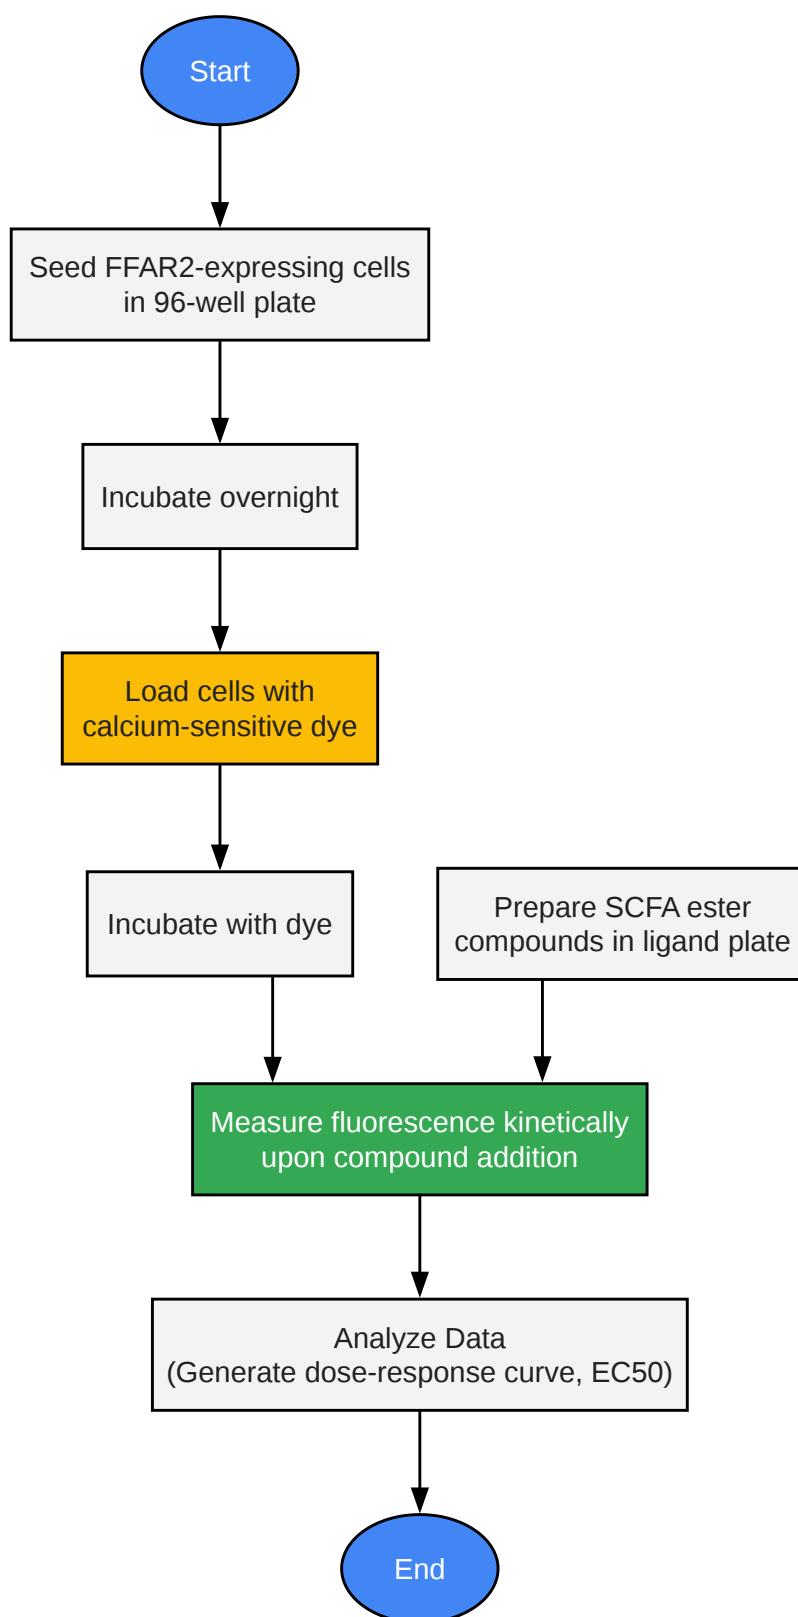 Start
Seed FFAR2-expressing cells
in 96-well plate
Incubate overnight
Load cells with
calcium-sensitive dye
Incubate with dye
Prepare SCFA ester
compounds in ligand plate
Measure fluorescence kinetically
upon compound addition
Analyze Data
(Generate dose-response curve, EC50)
End